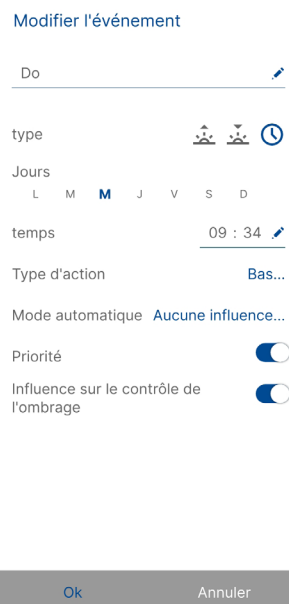 Modifier l'événement
Do
type
Jours
L M M J V S D
temps 09 : 34
Type d'action Bas...
Mode automatique Aucune influence...
Priorité
Influence sur le contrôle de
l'ombrage
Ok Annuler